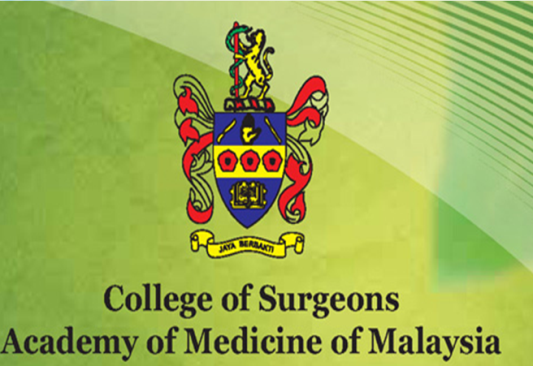 JAYA BERBAKTI
College of Surgeons
Academy of Medicine of Malaysia